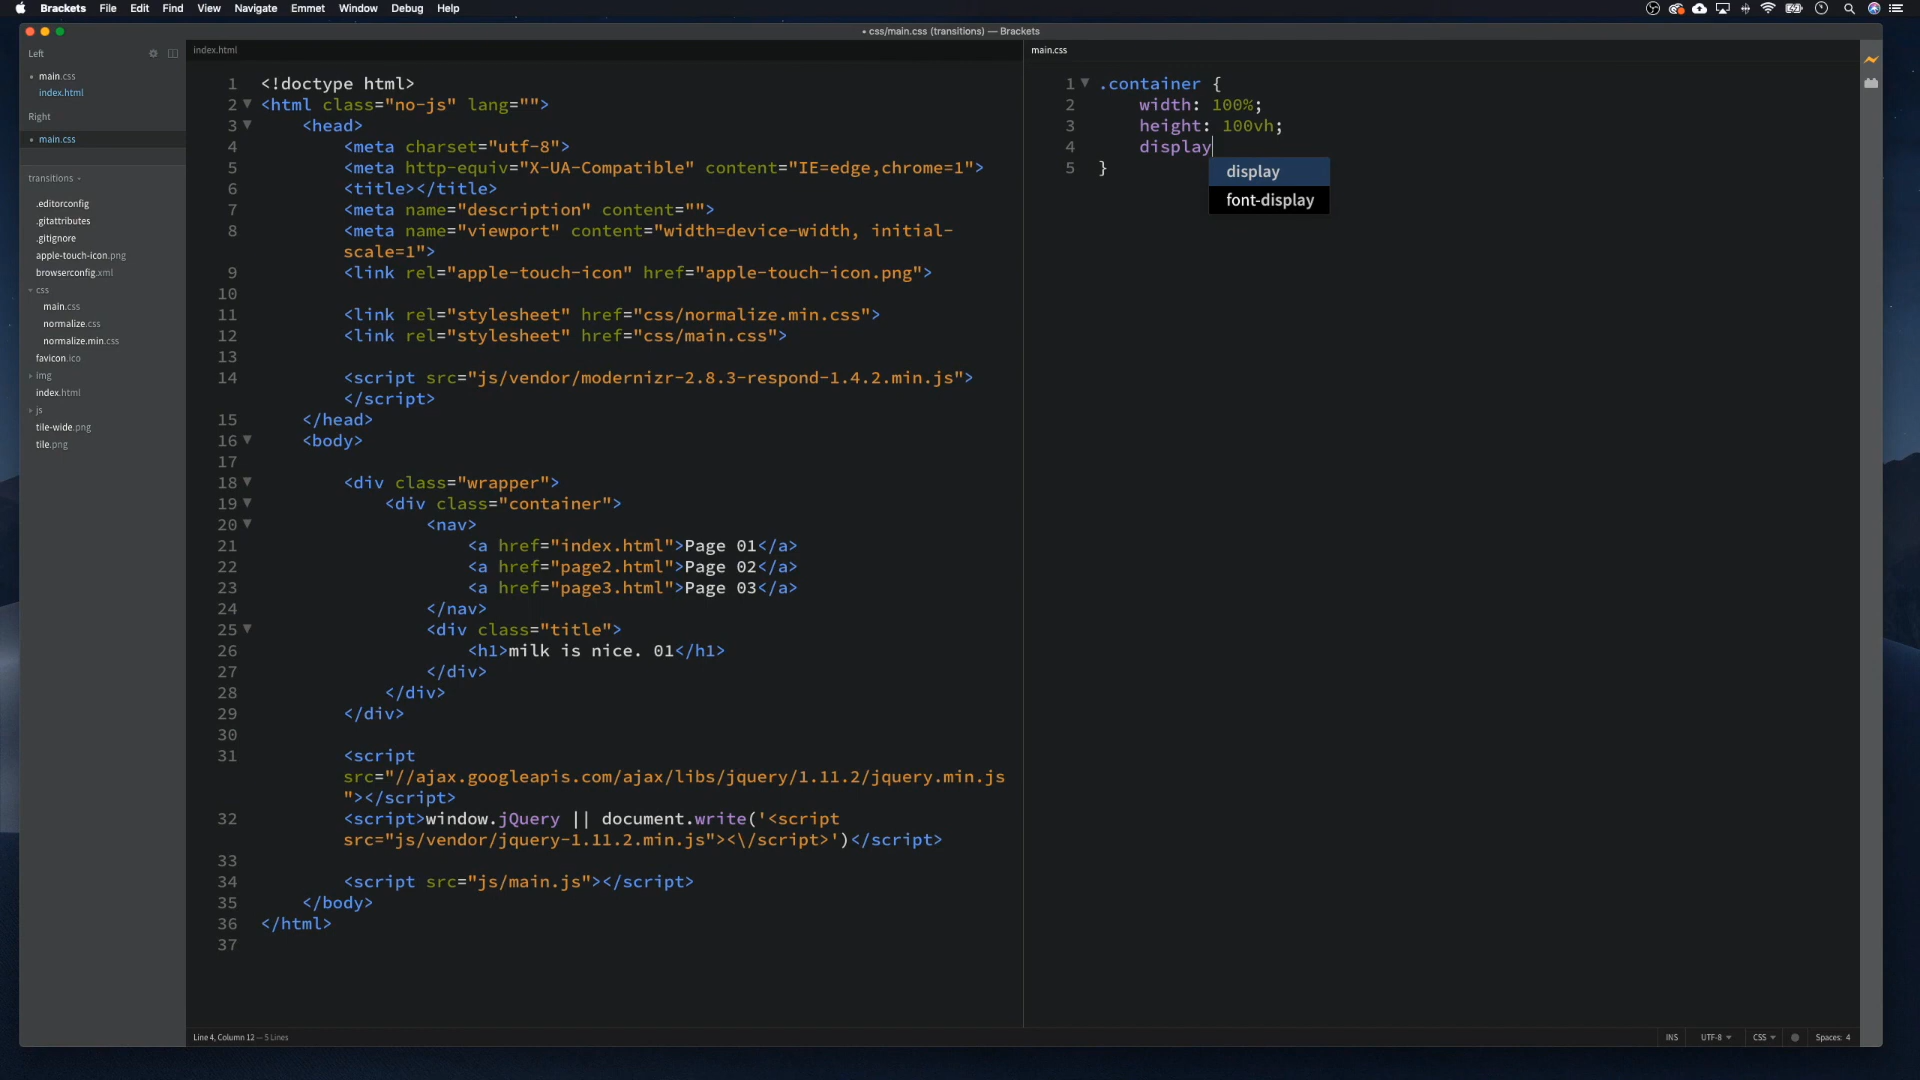 Brackets File Edit Find View Navigate Emmet Window Debug Help
• css/main.css (transitions) — Brackets
Left
main.css
index.html
Right
main.css
transitions
.editorconfig
.gitattributes
.gitignore
apple-touch-icon.png
browserconfig.xml
css
main.css
normalize.css
normalize.min.css
favicon.ico
img
index.html
js
tile-wide.png
tile.png
index.html
1 <!doctype html>
2 <html class="no-js" lang="">
3 <head>
4 <meta charset="utf-8">
5 <meta http-equiv="X-UA-Compatible" content="IE=edge,chrome=1">
6 <title></title>
7 <meta name="description" content="">
8 <meta name="viewport" content="width=device-width, initial-
scale=1">
9 <link rel="apple-touch-icon" href="apple-touch-icon.png">
10
11 <link rel="stylesheet" href="css/normalize.min.css">
12 <link rel="stylesheet" href="css/main.css">
13
14 <script src="js/vendor/modernizr-2.8.3-respond-1.4.2.min.js">
</script>
15 </head>
16 <body>
17
18 <div class="wrapper">
19 <div class="container">
20 <nav>
21 <a href="index.html">Page 01</a>
22 <a href="page2.html">Page 02</a>
23 <a href="page3.html">Page 03</a>
24 </nav>
25 <div class="title">
26 <h1>milk is nice. 01</h1>
27 </div>
28 </div>
29 </div>
30
31 <script
src="//ajax.googleapis.com/ajax/libs/jquery/1.11.2/jquery.min.js
"></script>
32 <script>window.jQuery || document.write('<script
src="js/vendor/jquery-1.11.2.min.js"><\/script>')</script>
33
34 <script src="js/main.js"></script>
35 </body>
36 </html>
37
main.css
1 .container {
2 width: 100%;
3 height: 100vh;
4 display
5 }
display
font-display
Line 4, Column 12 — 5 Lines
INS UTF-8 CSS Spaces: 4